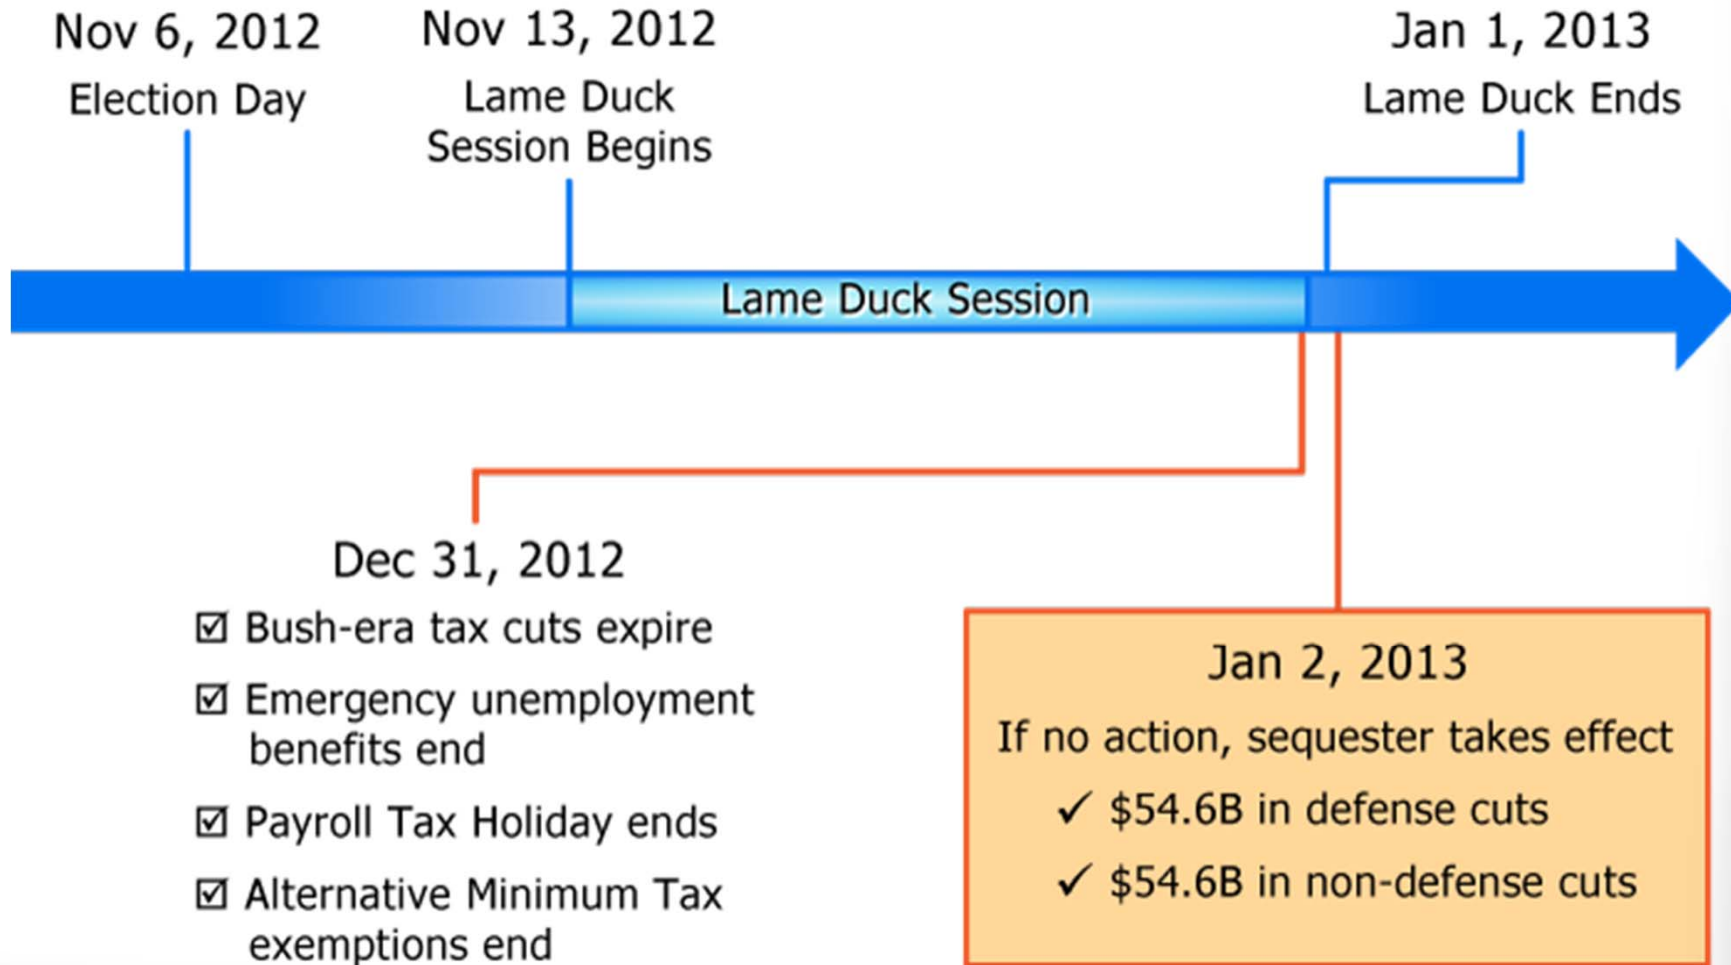 Nov 6, 2012
Election Day
Nov 13, 2012
Lame Duck
Session Begins
Jan 1, 2013
Lame Duck Ends
Lame Duck Session
Dec 31, 2012
☑ Bush-era tax cuts expire
☑ Emergency unemployment
benefits end
☑ Payroll Tax Holiday ends
☑ Alternative Minimum Tax
exemptions end
Jan 2, 2013
If no action, sequester takes effect
✓ $54.6B in defense cuts
✓ $54.6B in non-defense cuts